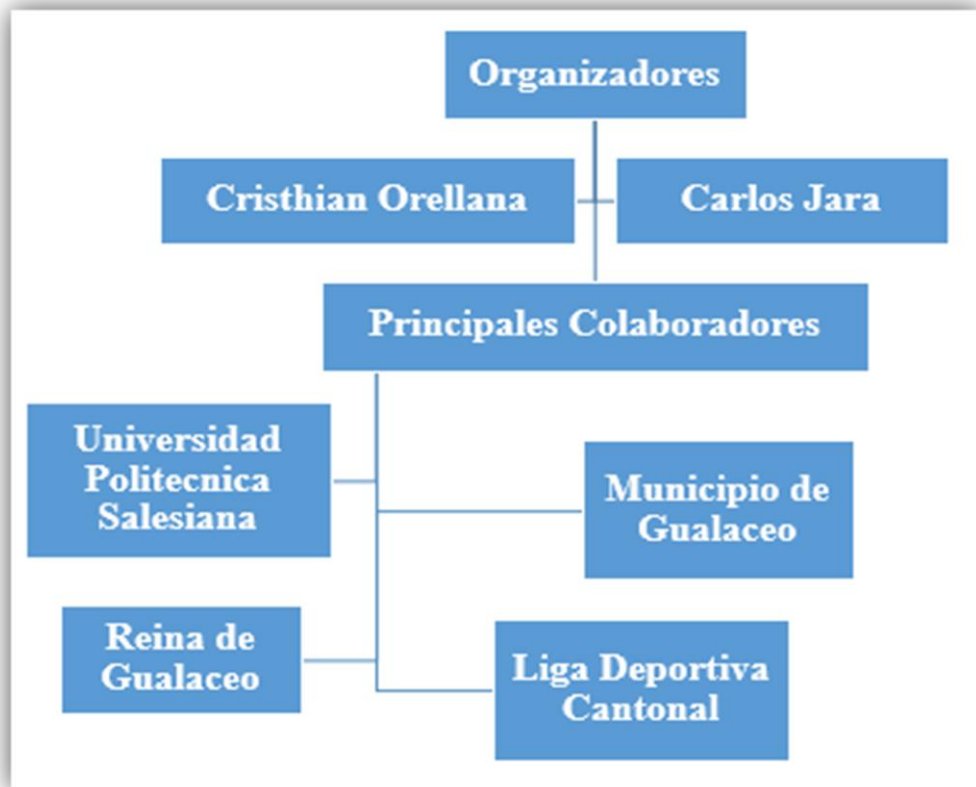 Organizadores
Cristhian Orellana
Carlos Jara
Principales Colaboradores
Universidad
Politecnica
Salesiana
Municipio de
Gualaceo
Reina de
Gualaceo
Liga Deportiva
Cantonal